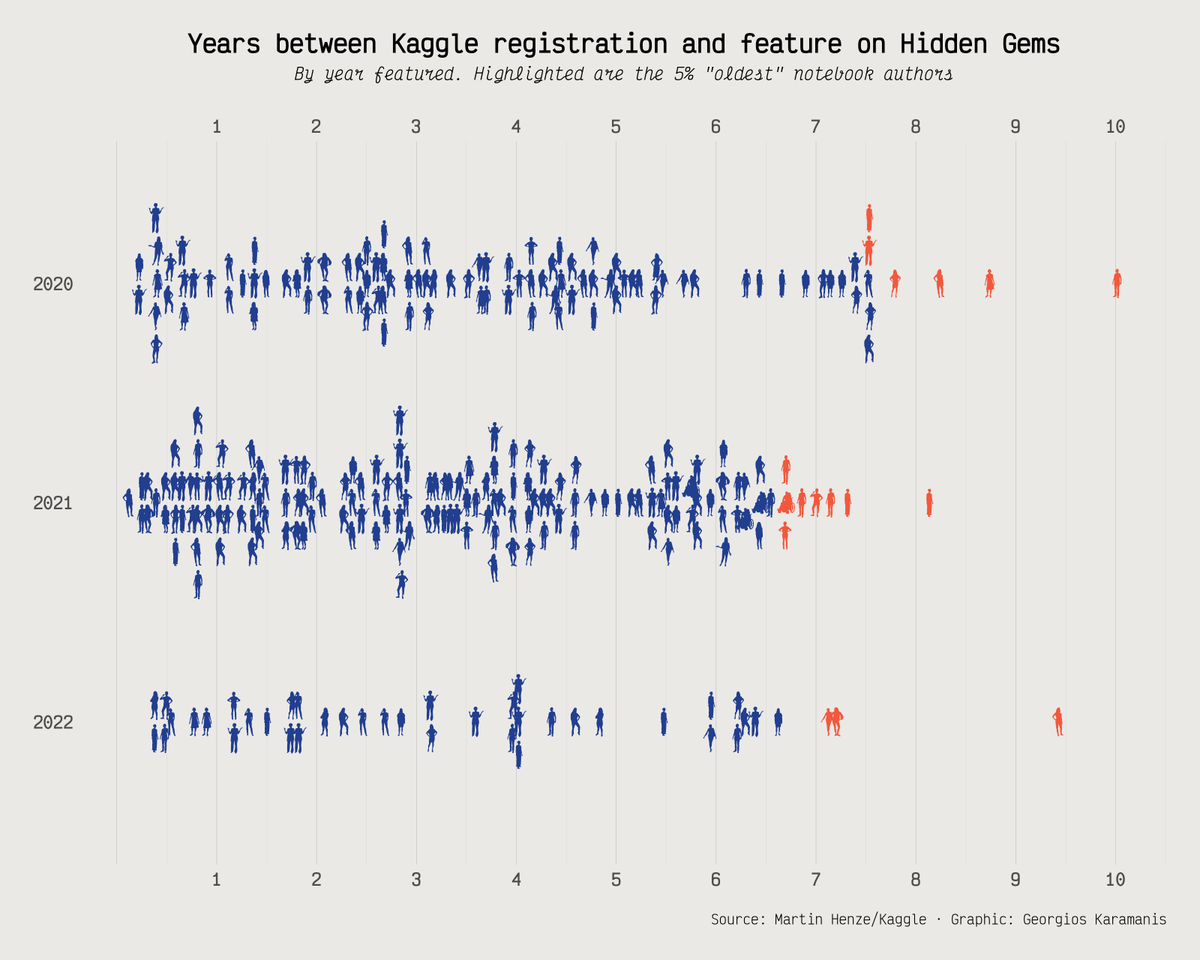 Years between Kaggle registration and feature on Hidden Gems
By year featured. Highlighted are the 5% "oldest" notebook authors
1 2 3 4 5 6 7 8 9 10
2020
2021
2022
1 2 3 4 5 6 7 8 9 10
Source: Martin Henze/Kaggle · Graphic: Georgios Karamanis